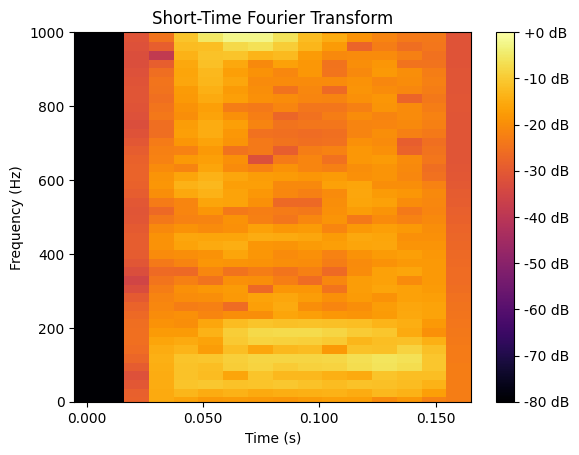 Short-Time Fourier Transform
1000
800
600
400
200
0
Frequency (Hz)
0.000
0.050
0.100
0.150
Time (s)
+0 dB
-10 dB
-20 dB
-30 dB
-40 dB
-50 dB
-60 dB
-70 dB
-80 dB